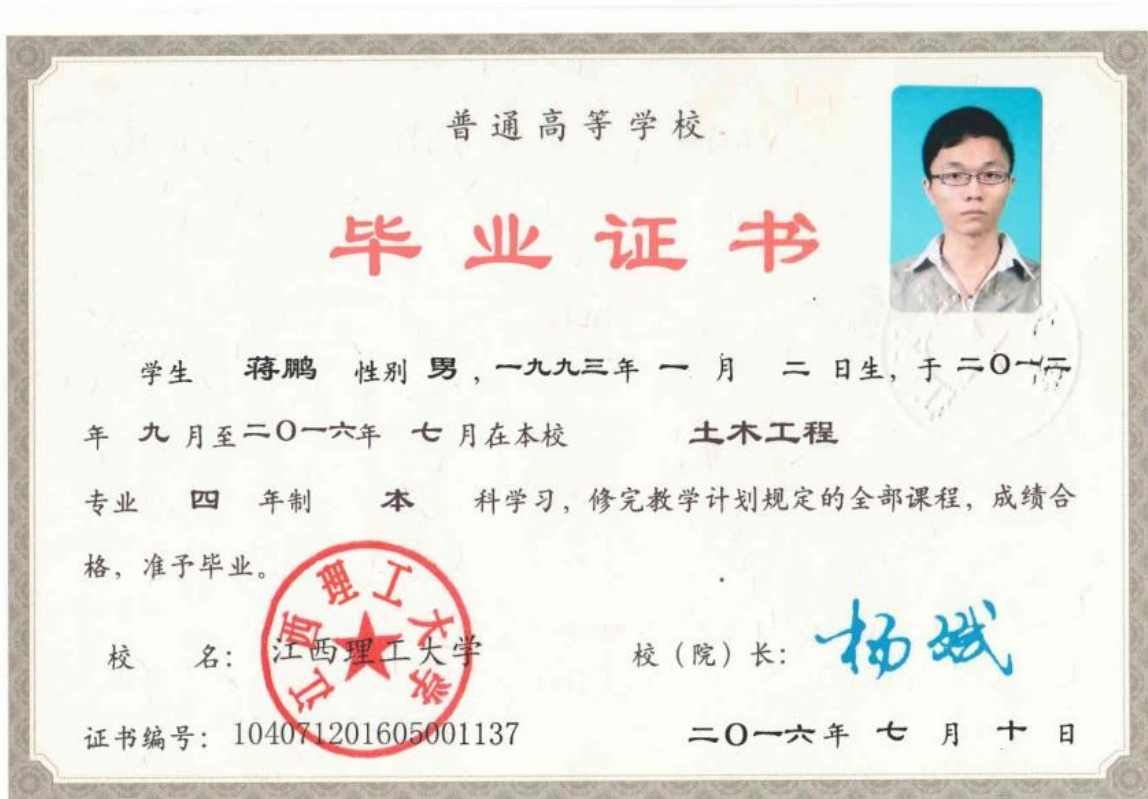 普通高等学校
毕业证书
学生 蒋鹏 性别 男，一九九三年 一 月 二 日生，于 二〇一二
年 九 月至二〇一六年 七 月在本校 土木工程
专业 四 年制 本 科学习，修完教学计划规定的全部课程，成绩合
格，准予毕业。
江西理工大学
校 名：江西理工大学 校（院）长：杨斌
证书编号：104071201605001137 二〇一六年 七 月 十 日